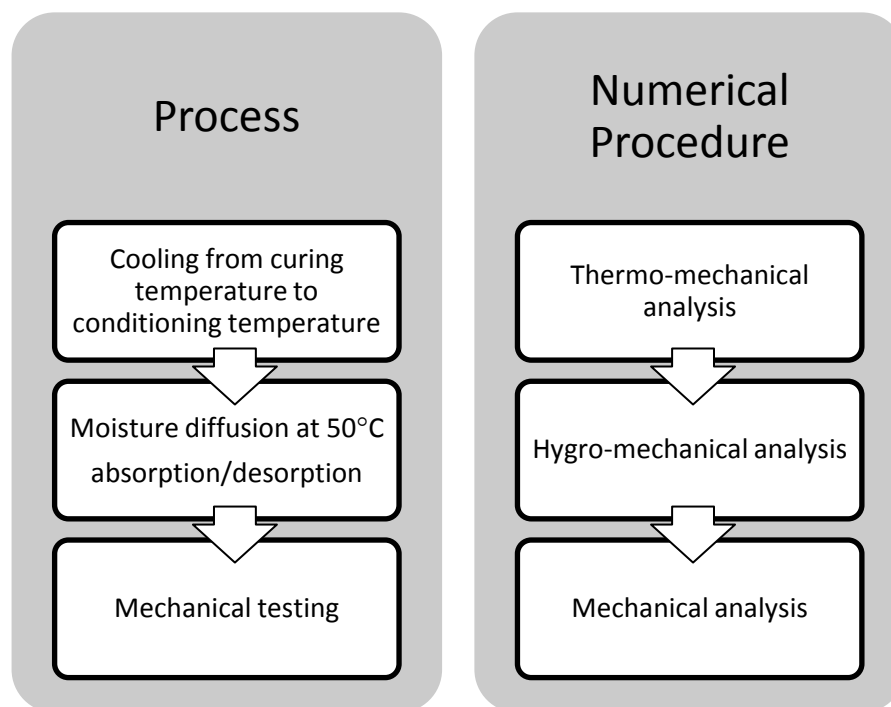 Process
Cooling from curing
temperature to
conditioning temperature
Moisture diffusion at 50°C
absorption/desorption
Mechanical testing
Numerical
Procedure
Thermo-mechanical
analysis
Hygro-mechanical analysis
Mechanical analysis